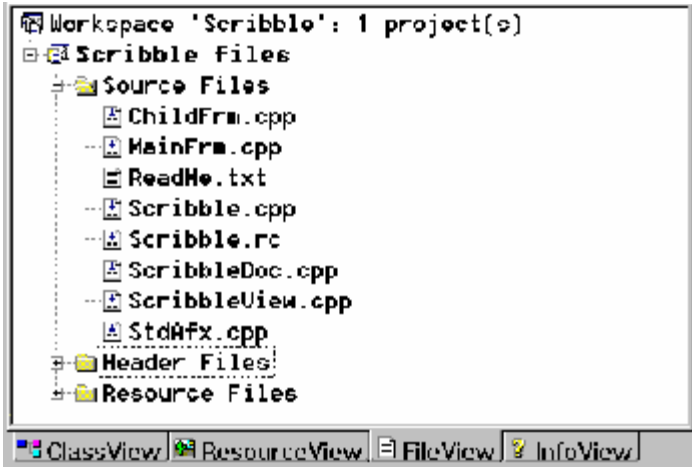 Workspace 'Scribble': 1 project(s)
Scribble files
Source Files
ChildFrm.cpp
MainFrm.cpp
ReadMe.txt
Scribble.cpp
Scribble.rc
ScribbleDoc.cpp
ScribbleView.cpp
StdAfx.cpp
Header Files
Resource Files
ClassView ResourceView FileView InfoView